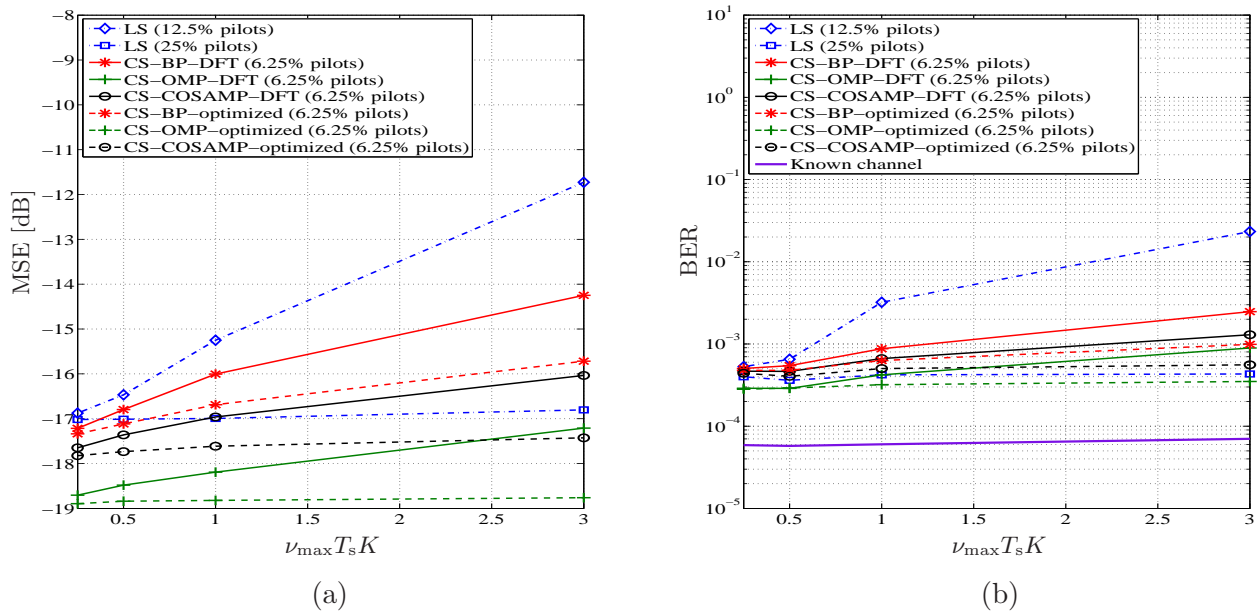 −8
−9
−10
−11
−12
−13
−14
−15
−16
−17
−18
−19
MSE [dB]
LS (12.5% pilots)
LS (25% pilots)
CS−BP−DFT (6.25% pilots)
CS−OMP−DFT (6.25% pilots)
CS−COSAMP−DFT (6.25% pilots)
CS−BP−optimized (6.25% pilots)
CS−OMP−optimized (6.25% pilots)
CS−COSAMP−optimized (6.25% pilots)
0.5 1 1.5 2 2.5 3
ν_max T_s K
(a)
10^1
10^0
10^−1
10^−2
10^−3
10^−4
10^−5
BER
LS (12.5% pilots)
LS (25% pilots)
CS−BP−DFT (6.25% pilots)
CS−OMP−DFT (6.25% pilots)
CS−COSAMP−DFT (6.25% pilots)
CS−BP−optimized (6.25% pilots)
CS−OMP−optimized (6.25% pilots)
CS−COSAMP−optimized (6.25% pilots)
Known channel
0.5 1 1.5 2 2.5 3
ν_max T_s K
(b)